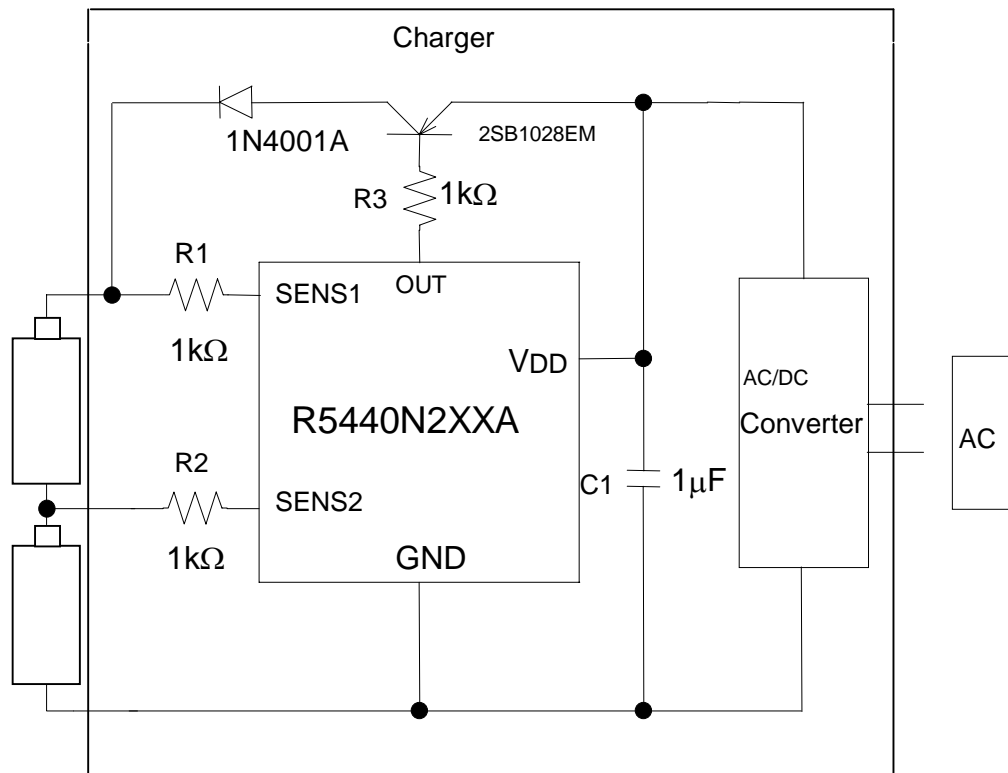 Charger
1N4001A
2SB1028EM
R3
1kΩ
R1
SENS1
OUT
1kΩ
VDD
AC/DC
Converter
R5440N2XXA
AC
R2
C1
1μF
SENS2
1kΩ
GND